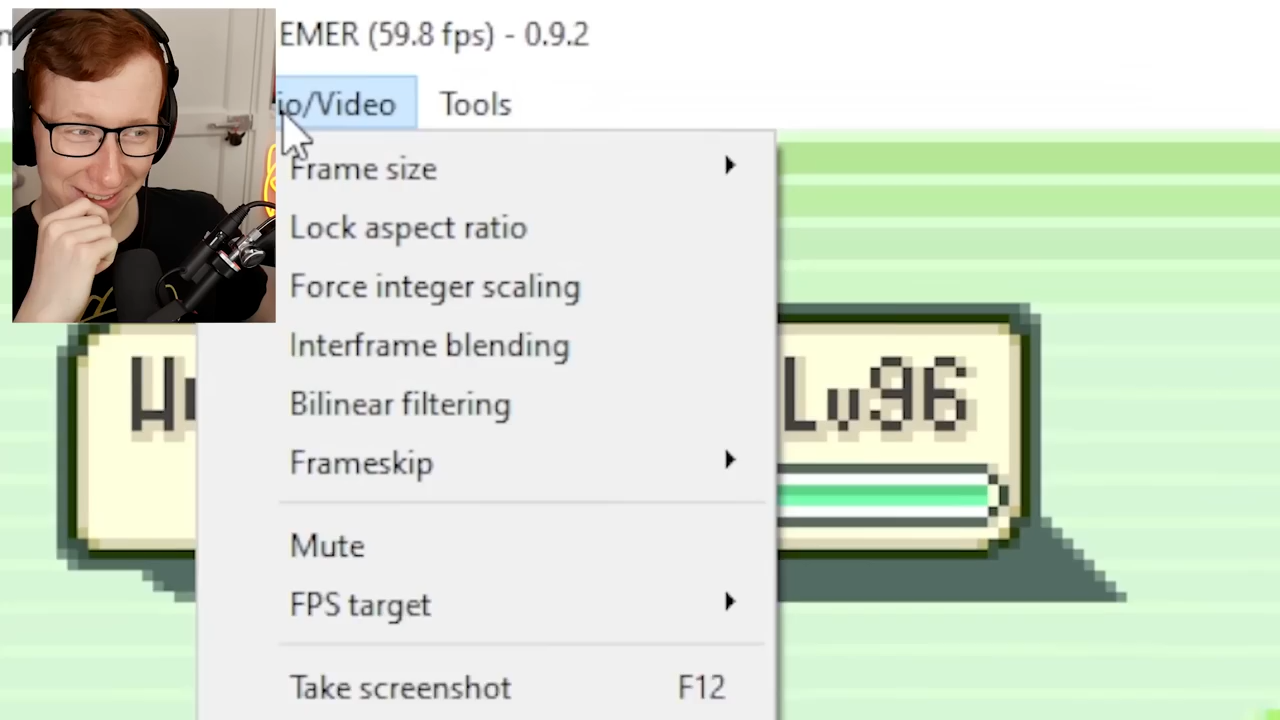 EMER (59.8 fps) - 0.9.2
io/Video Tools
Frame size
Lock aspect ratio
Force integer scaling
Interframe blending
Bilinear filtering
Lv96
Frameskip
Mute
FPS target
Take screenshot F12